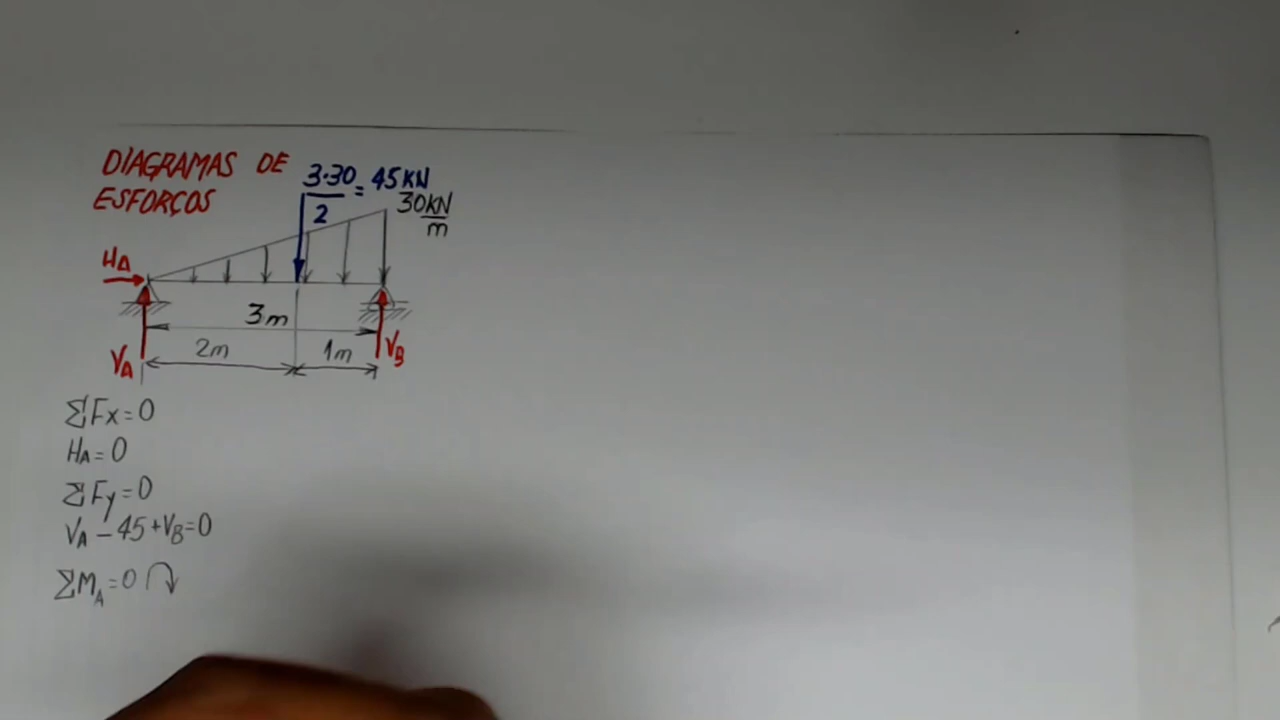 DIAGRAMAS DE
ESFORÇOS
3·30
2
= 45 KN
30 KN
m
HA
3m
VA
2m
1m
VB
ΣFx=0
HA=0
ΣFy=0
VA-45+VB=0
ΣMA=0